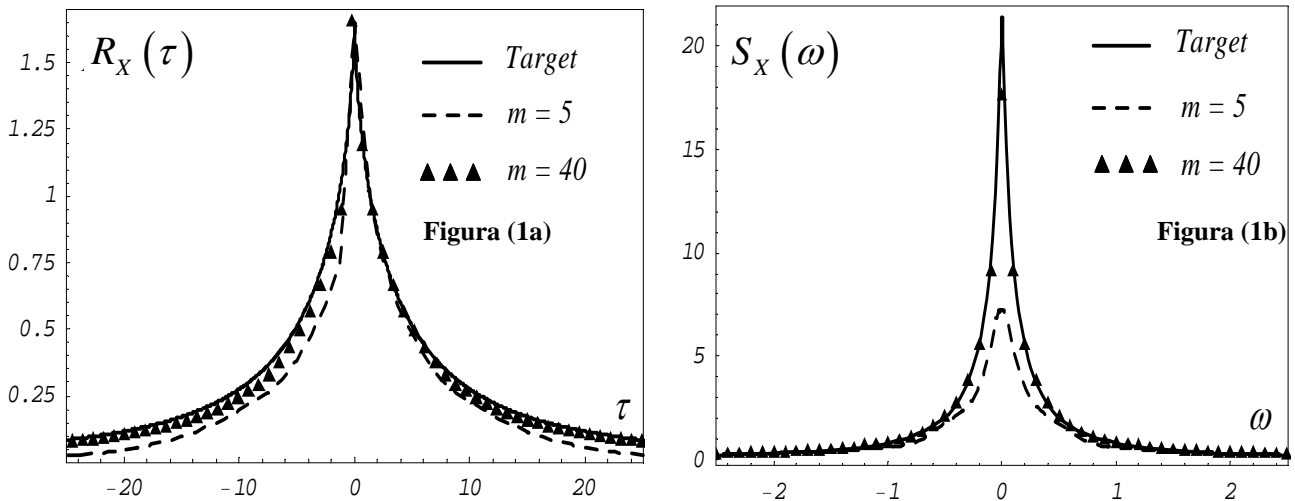 R_X (τ)
Target
m = 5
m = 40
Figura (1a)
1.5
1.25
1
0.75
0.5
0.25
τ
-20
-10
0
10
20
S_X (ω)
Target
m = 5
m = 40
Figura (1b)
20
15
10
5
0
ω
-2
-1
0
1
2